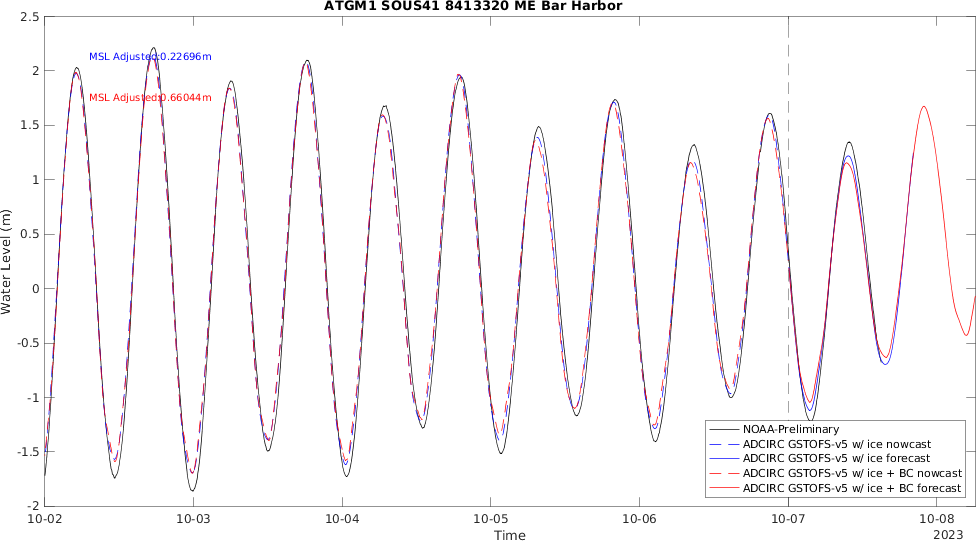 ATGM1 SOUS41 8413320 ME Bar Harbor
2.5
2
1.5
1
0.5
0
-0.5
-1
-1.5
-2
Water Level (m)
MSL Adjusted:0.22696m
MSL Adjusted:0.66044m
NOAA-Preliminary
ADCIRC GSTOFS-v5 w/ ice nowcast
ADCIRC GSTOFS-v5 w/ ice forecast
ADCIRC GSTOFS-v5 w/ ice + BC nowcast
ADCIRC GSTOFS-v5 w/ ice + BC forecast
10-02 10-03 10-04 10-05 10-06 10-07 10-08
Time
2023